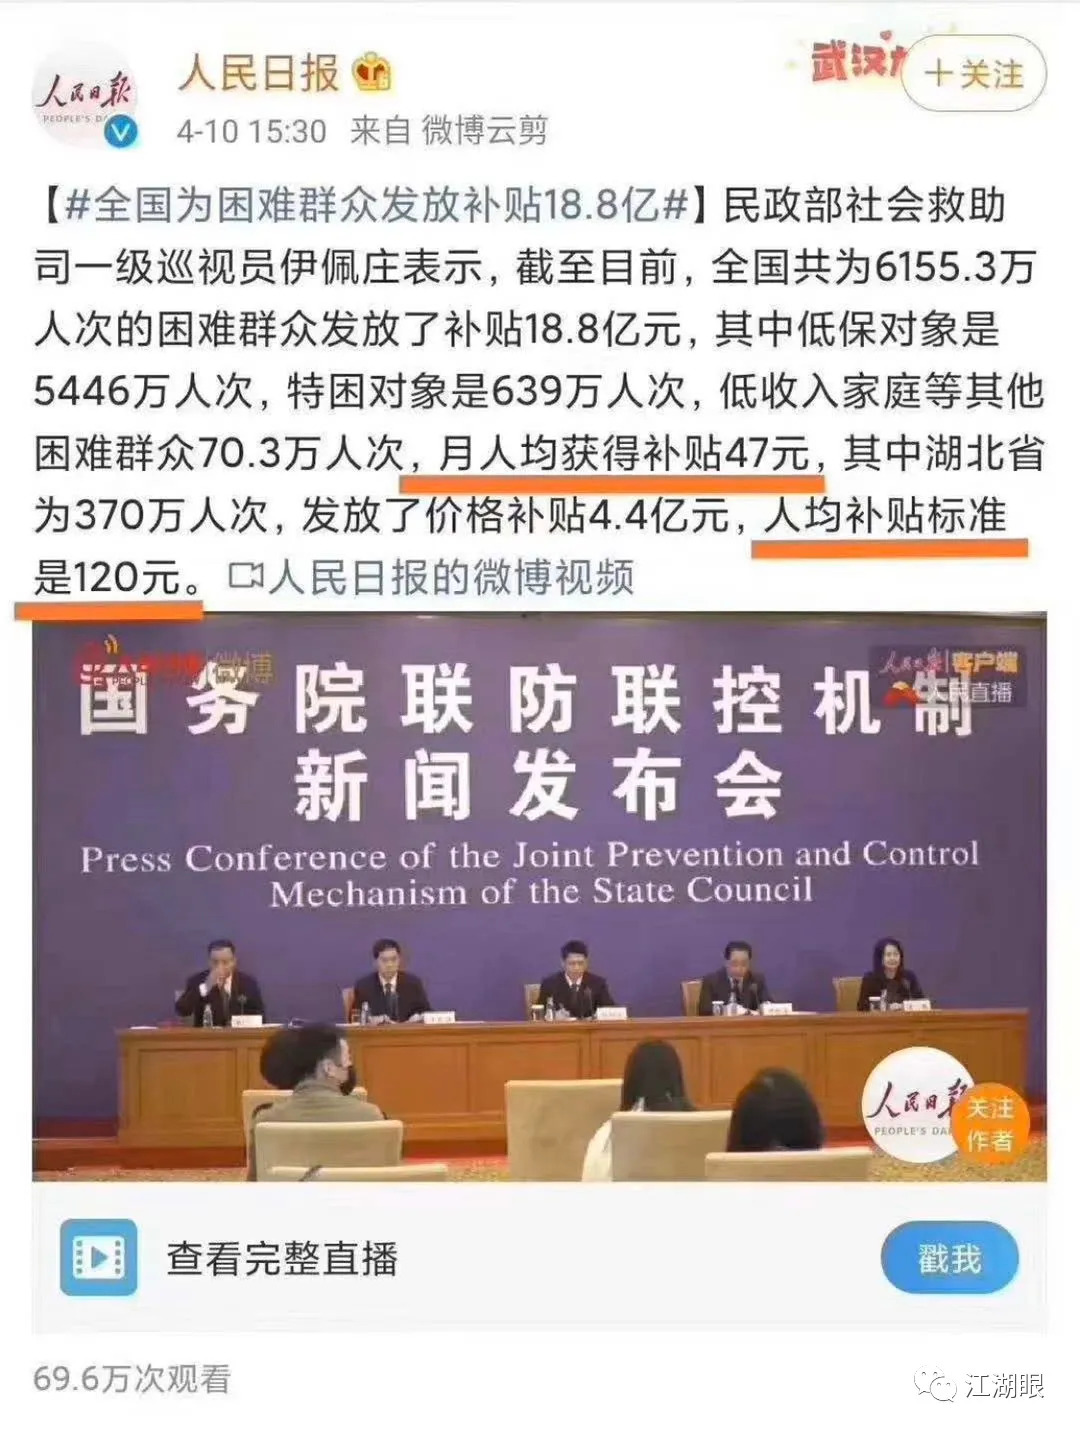 人民日报
PEOPLE'S DA
人民日报
武汉
+关注
4-10 15:30 来自 微博云剪
【#全国为困难群众发放补贴18.8亿#】民政部社会救助
司一级巡视员伊佩庄表示，截至目前，全国共为6155.3万
人次的困难群众发放了补贴18.8亿元，其中低保对象是
5446万人次，特困对象是639万人次，低收入家庭等其他
困难群众70.3万人次，月人均获得补贴47元，其中湖北省
为370万人次，发放了价格补贴4.4亿元，人均补贴标准
是120元。人民日报的微博视频
微博
人民日报|客户端
人民直播
国务院联防联控机制
新闻发布会
Press Conference of the Joint Prevention and Control
Mechanism of the State Council
人民日报
PEOPLE'S DA
关注
作者
查看完整直播
戳我
69.6万次观看
江湖眼